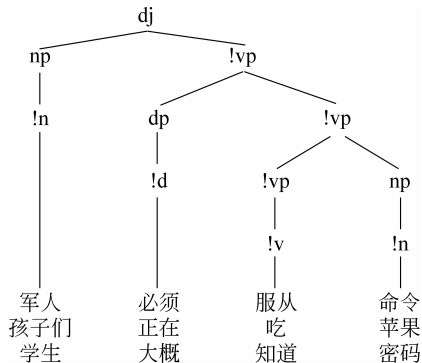 dj
np !vp
!n dp !vp
!d !vp np
!v !n
军人 必须 服从 命令
孩子们 正在 吃 苹果
学生 大概 知道 密码